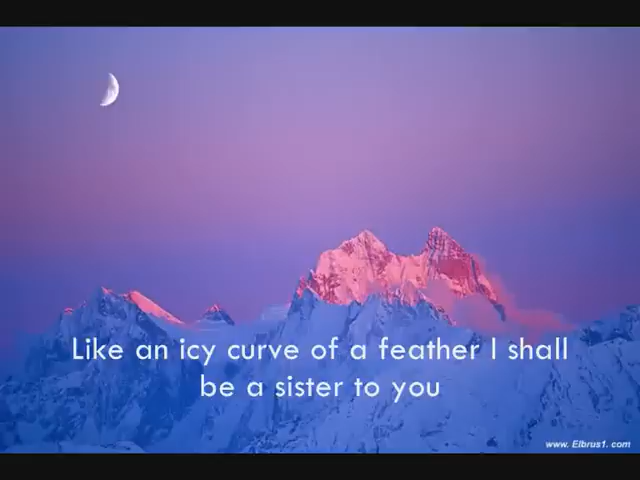 Like an icy curve of a feather I shall
be a sister to you
www. Elbrus1. com